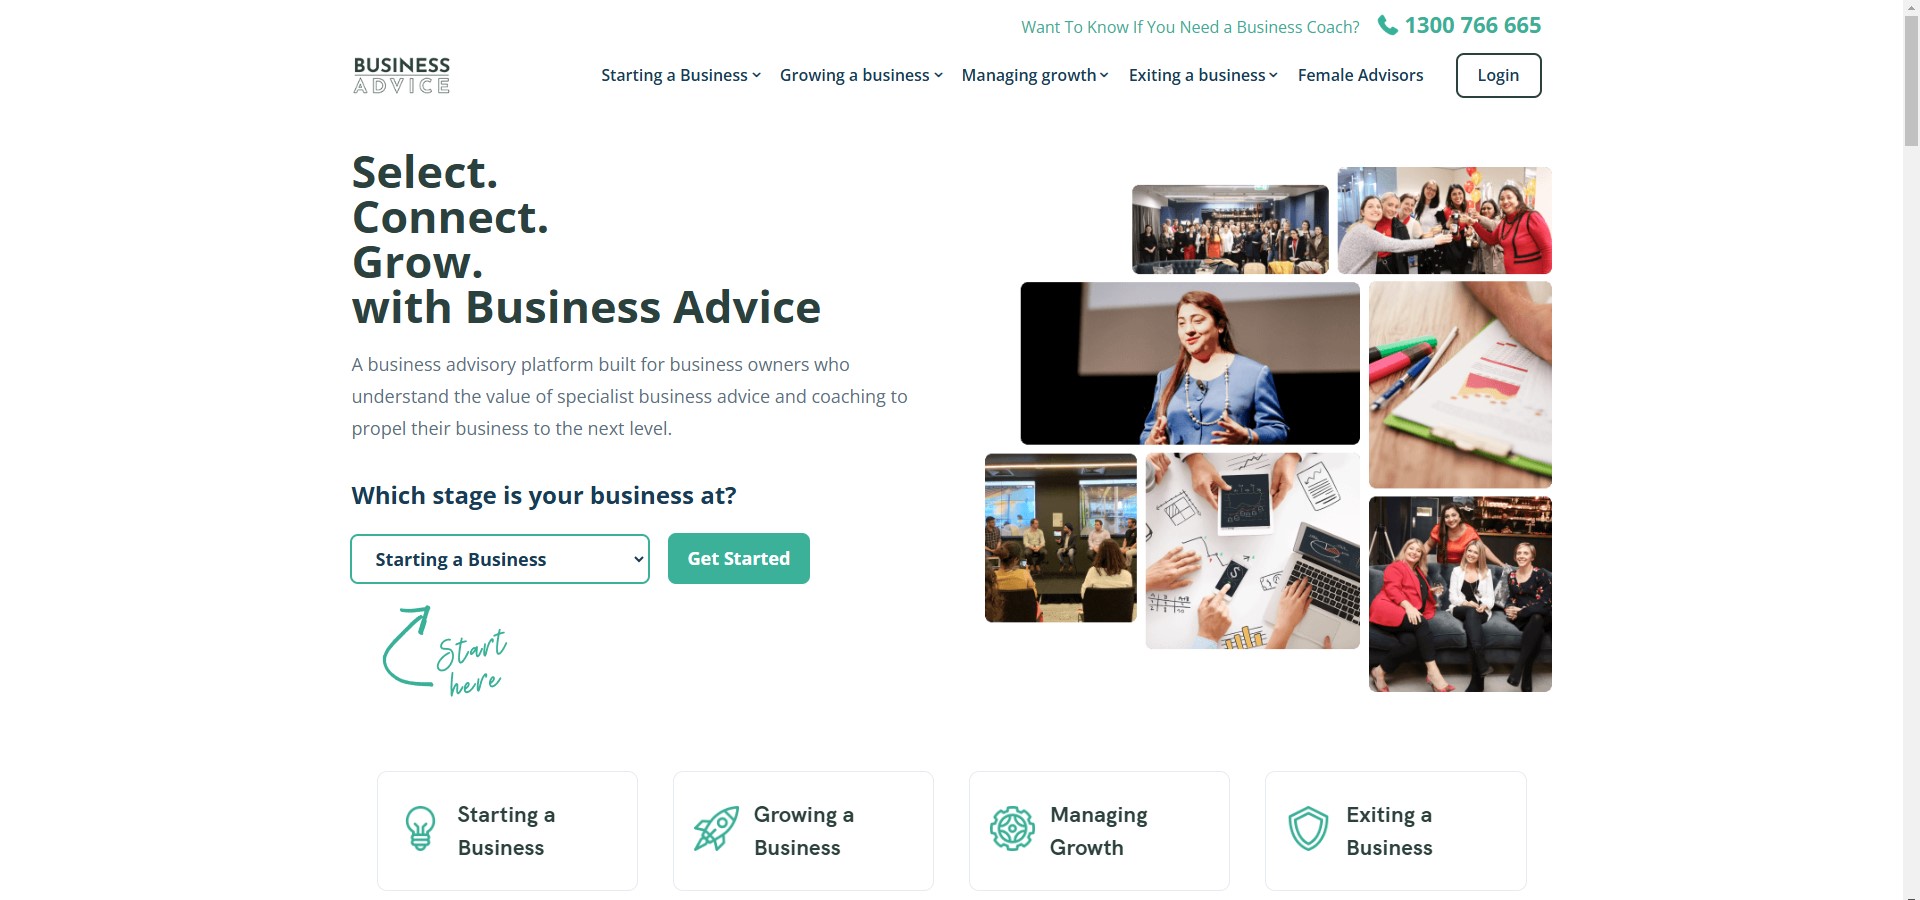 Want To Know If You Need a Business Coach? 1300 766 665
BUSINESS
ADVICE
Starting a Business Growing a business Managing growth Exiting a business Female Advisors Login
Select.
Connect.
Grow.
with Business Advice
A business advisory platform built for business owners who
understand the value of specialist business advice and coaching to
propel their business to the next level.
Which stage is your business at?
Starting a Business Get Started
Start
here
Starting a
Business
Growing a
Business
Managing
Growth
Exiting a
Business